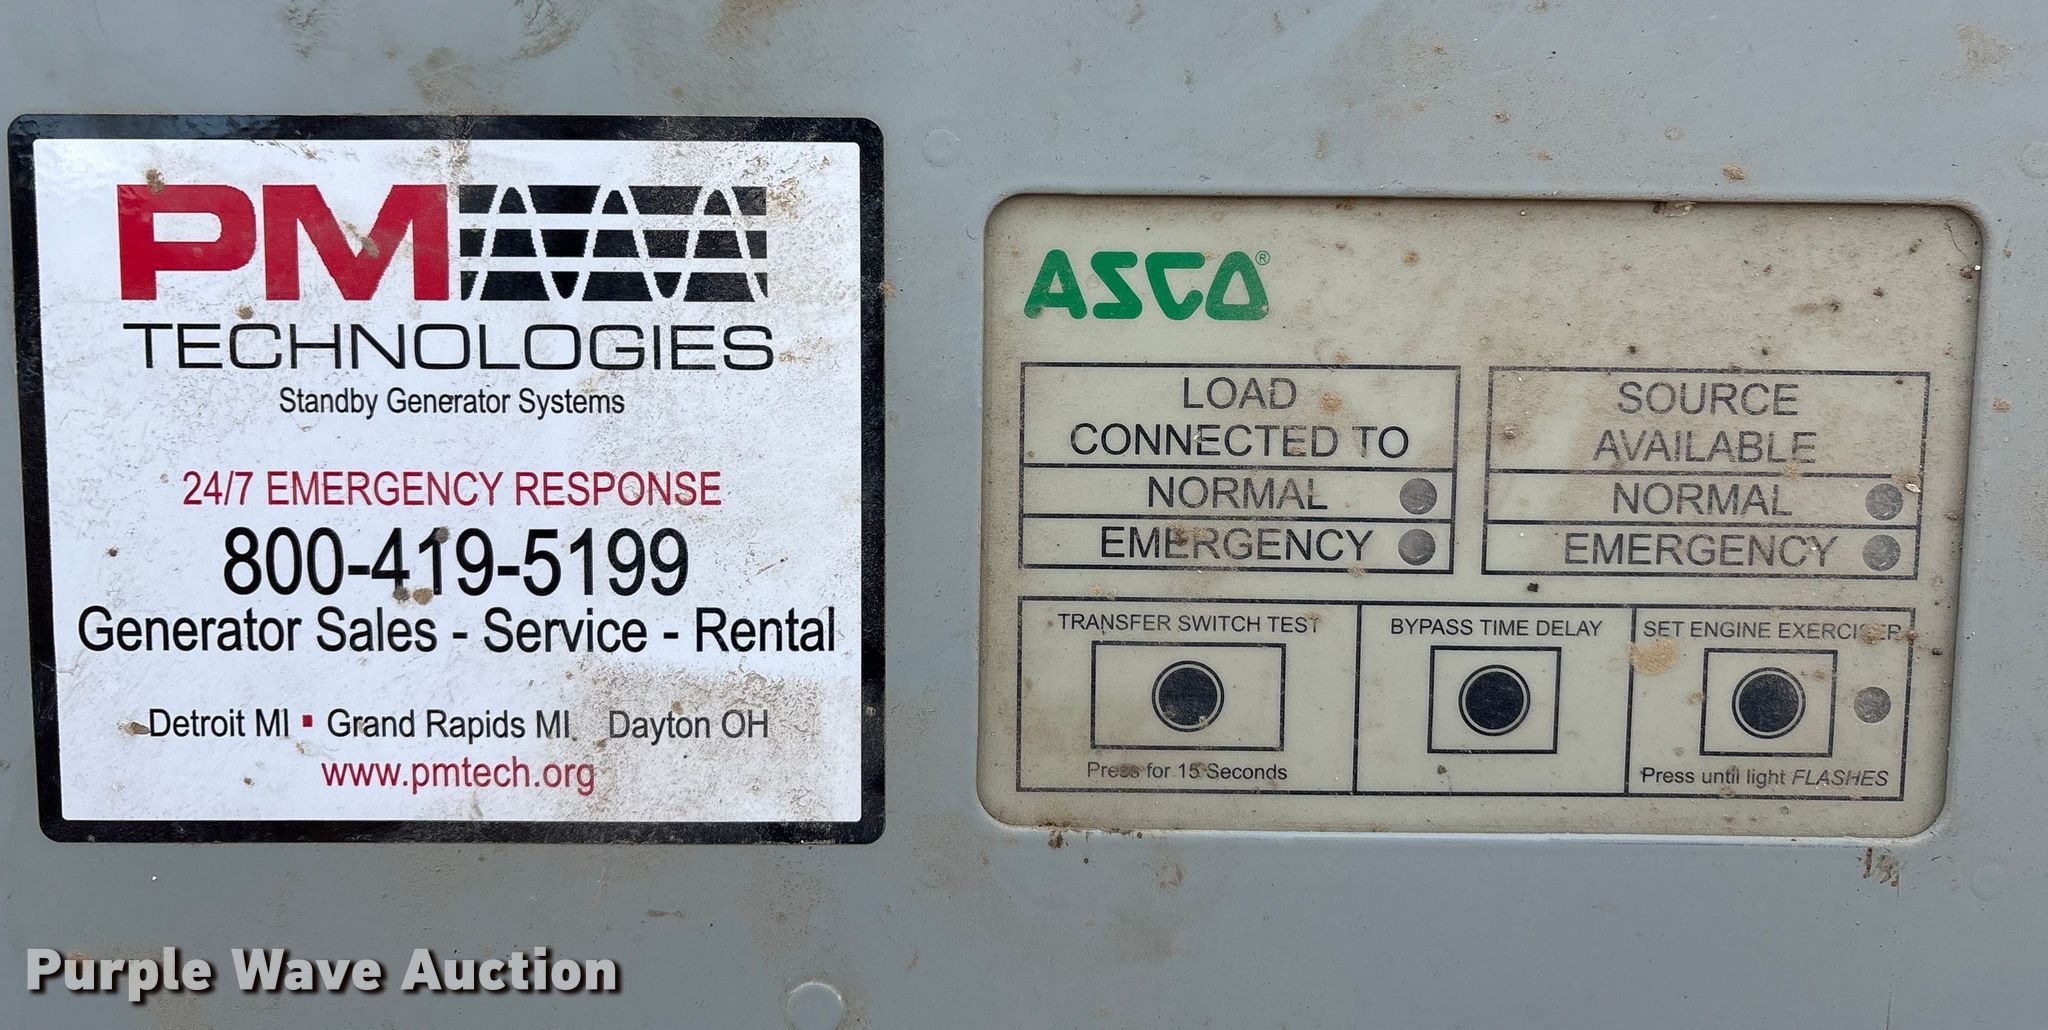 PM
TECHNOLOGIES
Standby Generator Systems
24/7 EMERGENCY RESPONSE
800-419-5199
Generator Sales - Service - Rental
Detroit MI ▪ Grand Rapids MI Dayton OH
www.pmtech.org
ASCO®
LOAD
CONNECTED TO
NORMAL
EMERGENCY
SOURCE
AVAILABLE
NORMAL
EMERGENCY
TRANSFER SWITCH TEST
Press for 15 Seconds
BYPASS TIME DELAY
SET ENGINE EXERCISER
Press until light FLASHES
Purple Wave Auction